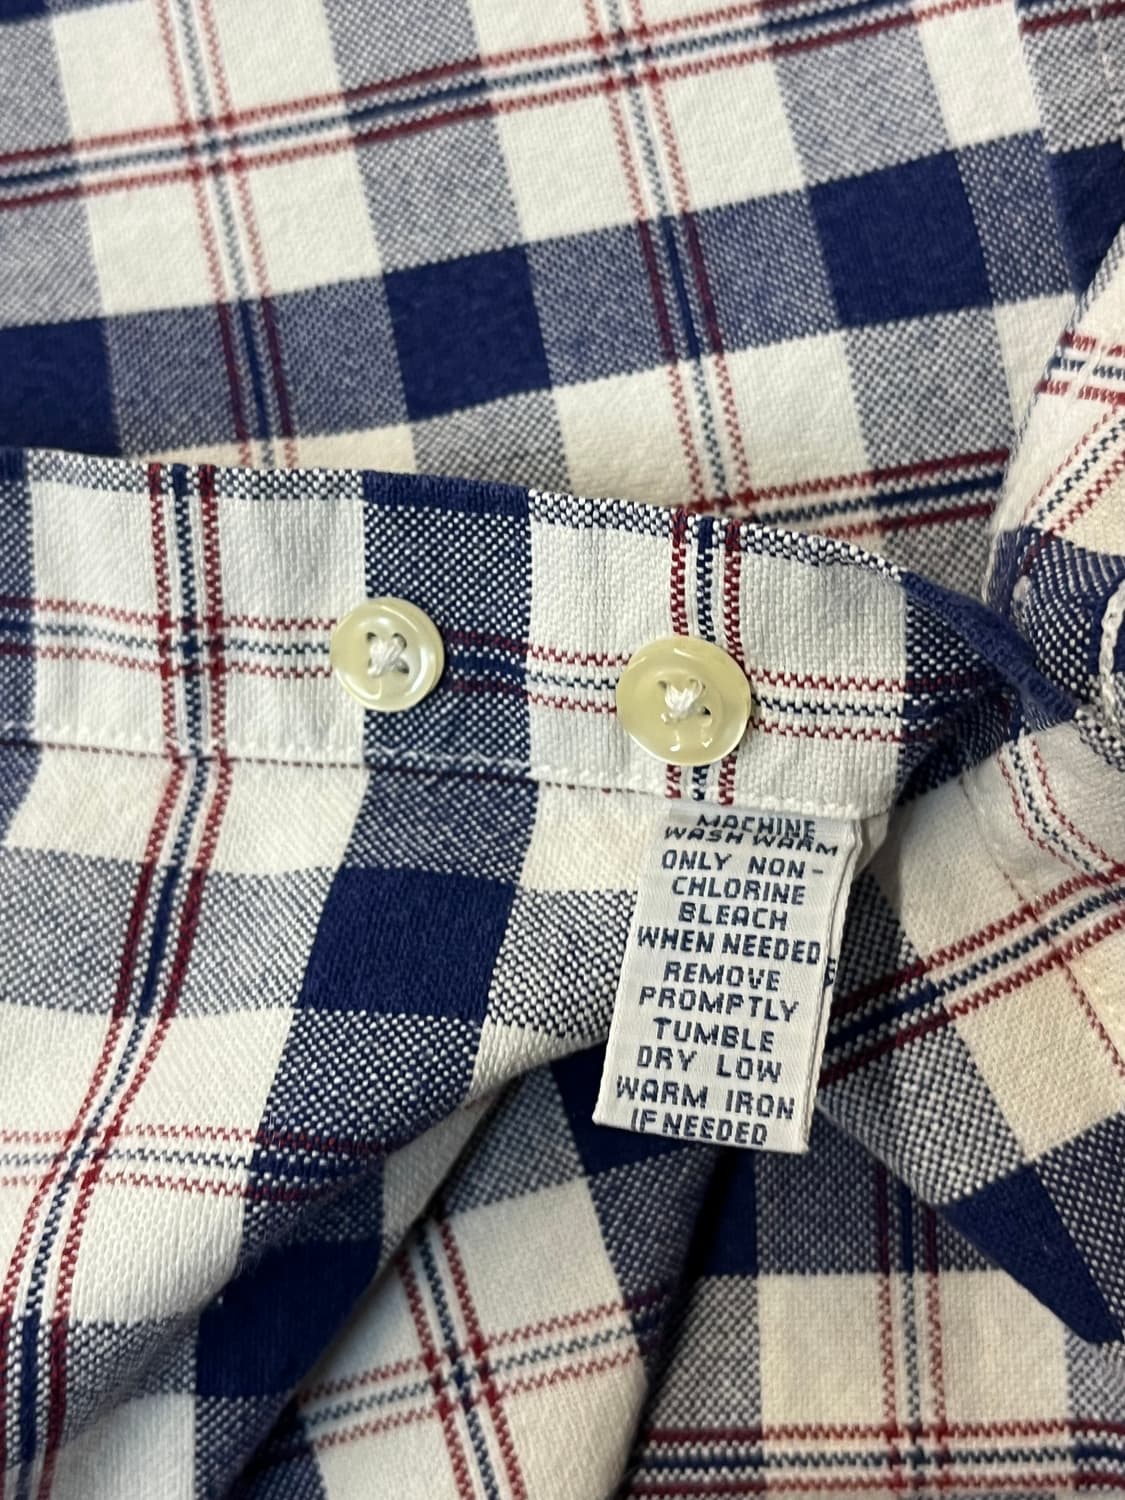 MACHINE
WASH WARM
ONLY NON-
CHLORINE
BLEACH
WHEN NEEDED
REMOVE
PROMPTLY
TUMBLE
DRY LOW
WARM IRON
IF NEEDED